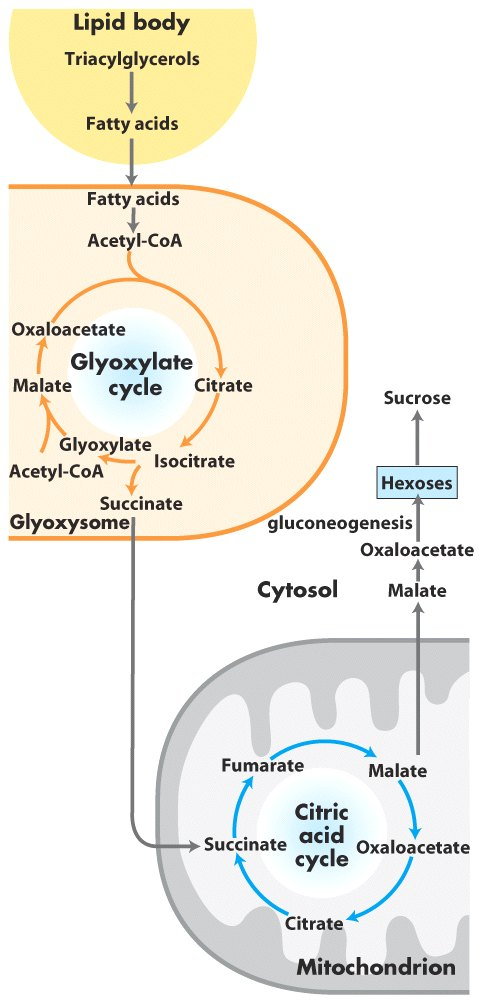 Lipid body
Triacylglycerols
Fatty acids
Fatty acids
Acetyl-CoA
Oxaloacetate
Glyoxylate
cycle
Malate
Citrate
Glyoxylate
Isocitrate
Acetyl-CoA
Succinate
Glyoxysome
Sucrose
Hexoses
gluconeogenesis
Oxaloacetate
Cytosol
Malate
Fumarate
Malate
Citric
acid
cycle
Succinate
Oxaloacetate
Citrate
Mitochondrion